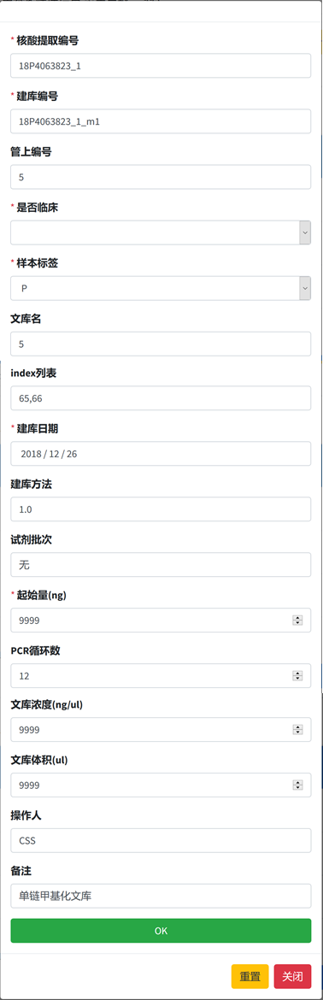 * 核酸提取编号
18P4063823_1
* 建库编号
18P4063823_1_m1
管上编号
5
* 是否临床
* 样本标签
P
文库名
5
index列表
65,66
* 建库日期
2018 / 12 / 26
建库方法
1.0
试剂批次
无
* 起始量(ng)
9999
PCR循环数
12
文库浓度(ng/ul)
9999
文库体积(ul)
9999
操作人
CSS
备注
单链甲基化文库
OK
重置 关闭